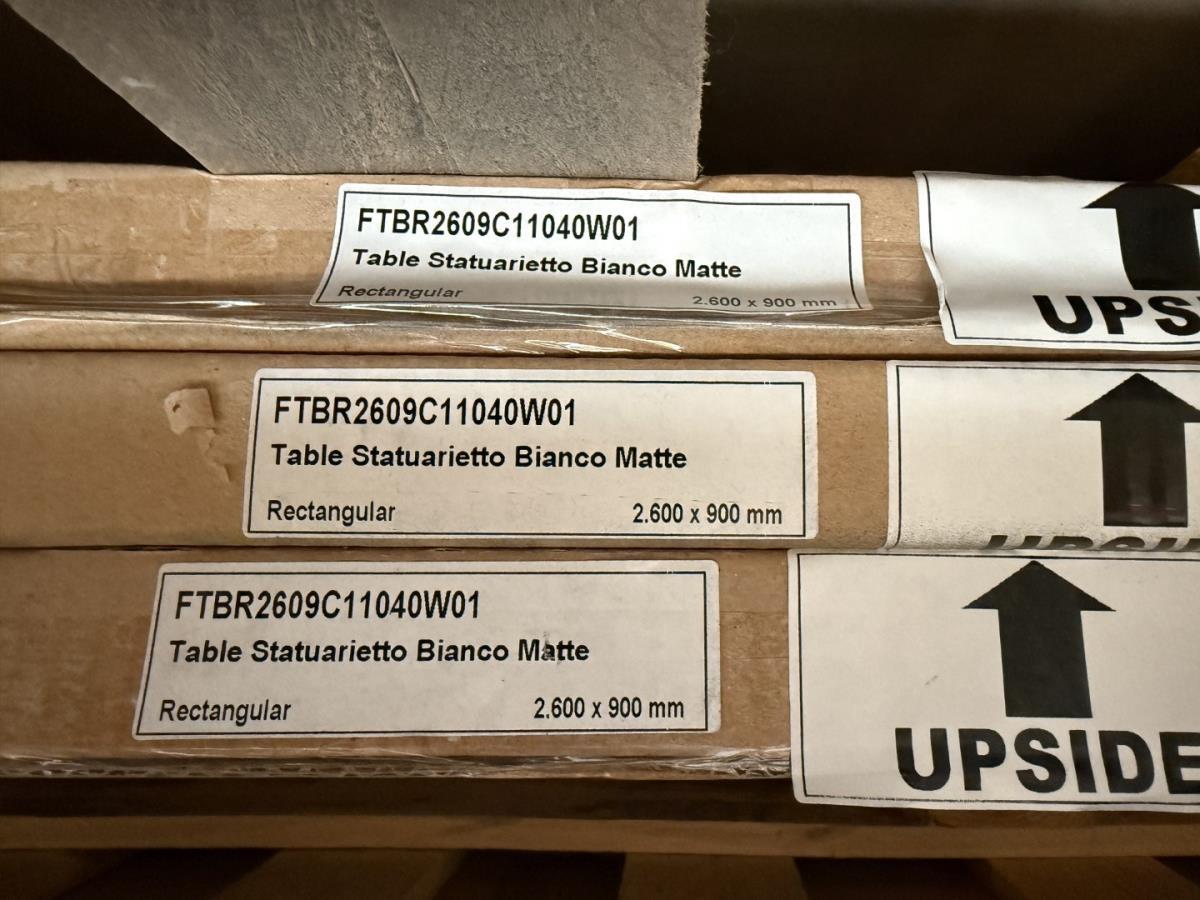 FTBR2609C11040W01
Table Statuarietto Bianco Matte
Rectangular 2.600 x 900 mm
UPS
FTBR2609C11040W01
Table Statuarietto Bianco Matte
Rectangular 2.600 x 900 mm
FTBR2609C11040W01
Table Statuarietto Bianco Matte
Rectangular 2.600 x 900 mm
UPSIDE